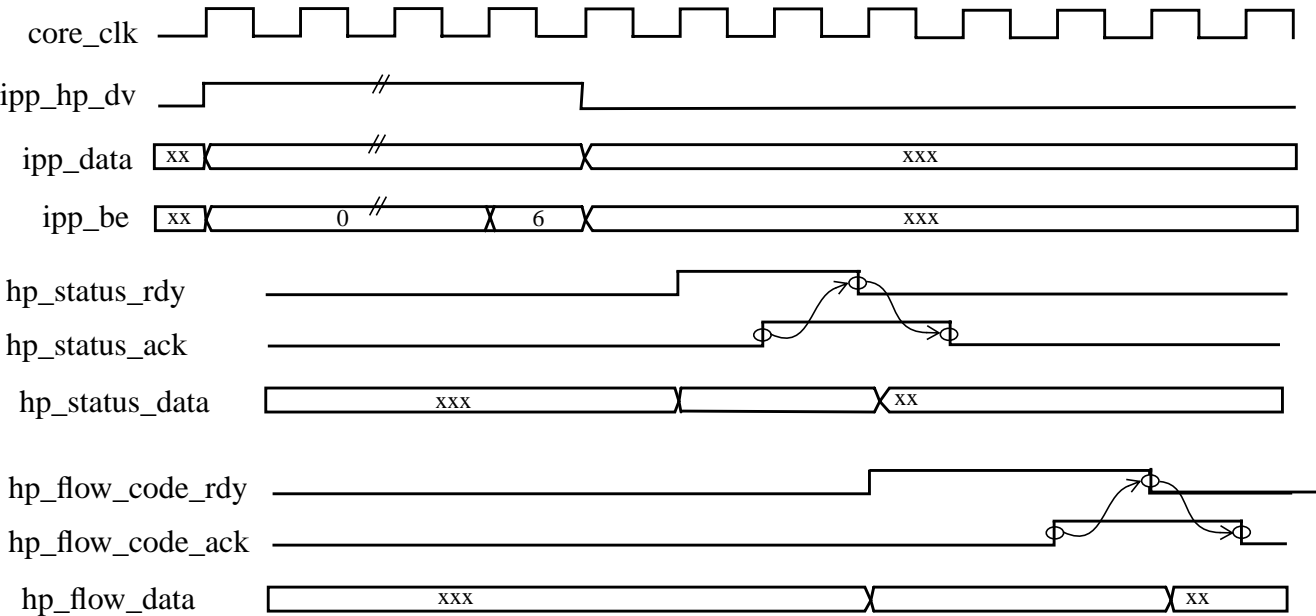 core_clk
ipp_hp_dv
ipp_data xx xxx
ipp_be xx 0 6 xxx
hp_status_rdy
hp_status_ack
hp_status_data xxx xx
hp_flow_code_rdy
hp_flow_code_ack
hp_flow_data xxx xx